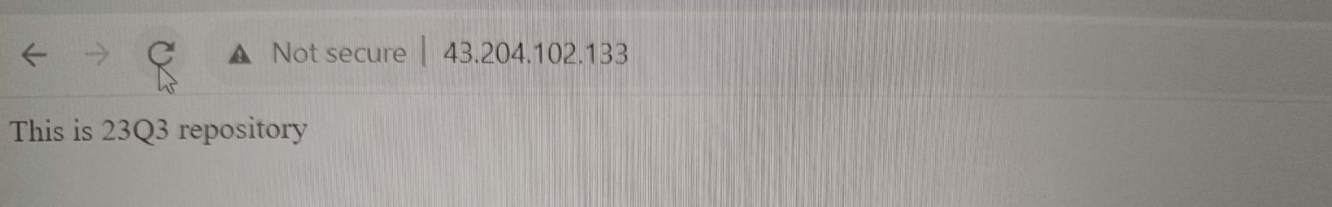 Not secure | 43.204.102.133
This is 23Q3 repository